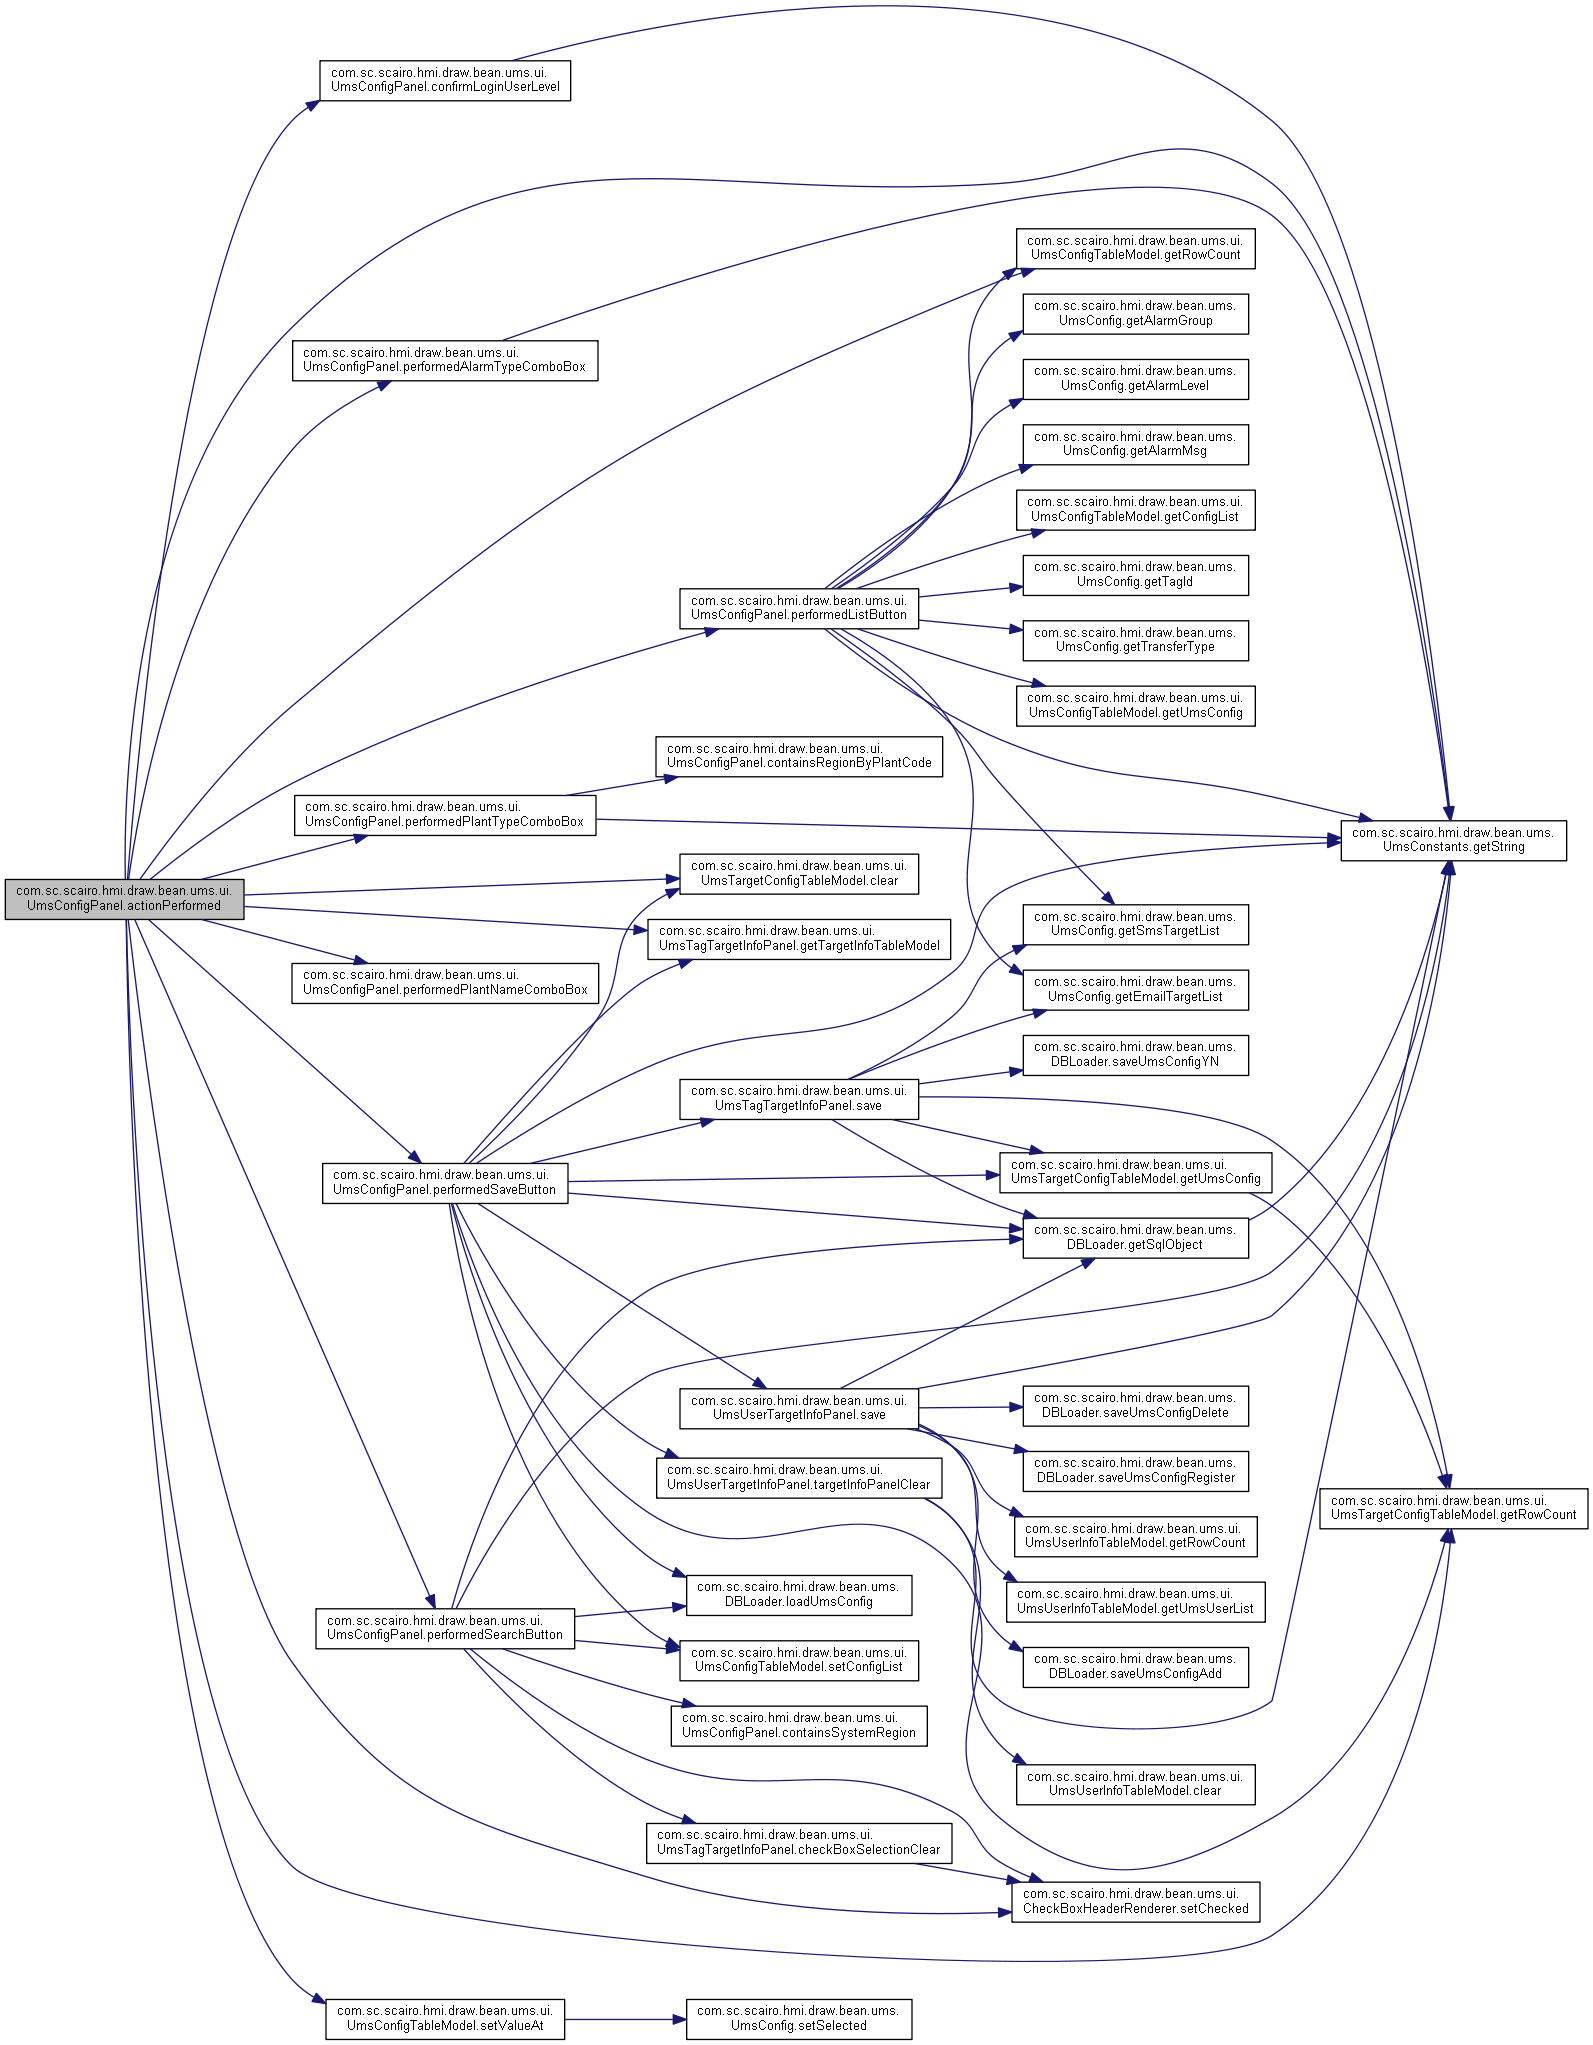 com.sc.scairo.hmi.draw.bean.ums.ui.
UmsConfigPanel.confirmLoginUserLevel
com.sc.scairo.hmi.draw.bean.ums.ui.
UmsConfigTableModel.getRowCount
com.sc.scairo.hmi.draw.bean.ums.
UmsConfig.getAlarmGroup
com.sc.scairo.hmi.draw.bean.ums.ui.
UmsConfigPanel.performedAlarmTypeComboBox
com.sc.scairo.hmi.draw.bean.ums.
UmsConfig.getAlarmLevel
com.sc.scairo.hmi.draw.bean.ums.
UmsConfig.getAlarmMsg
com.sc.scairo.hmi.draw.bean.ums.ui.
UmsConfigTableModel.getConfigList
com.sc.scairo.hmi.draw.bean.ums.
UmsConfig.getTagId
com.sc.scairo.hmi.draw.bean.ums.ui.
UmsConfigPanel.performedListButton
com.sc.scairo.hmi.draw.bean.ums.
UmsConfig.getTransferType
com.sc.scairo.hmi.draw.bean.ums.ui.
UmsConfigTableModel.getUmsConfig
com.sc.scairo.hmi.draw.bean.ums.ui.
UmsConfigPanel.containsRegionByPlantCode
com.sc.scairo.hmi.draw.bean.ums.ui.
UmsConfigPanel.performedPlantTypeComboBox
com.sc.scairo.hmi.draw.bean.ums.
UmsConstants.getString
com.sc.scairo.hmi.draw.bean.ums.ui.
UmsTargetConfigTableModel.clear
com.sc.scairo.hmi.draw.bean.ums.ui.
UmsConfigPanel.actionPerformed
com.sc.scairo.hmi.draw.bean.ums.
UmsConfig.getSmsTargetList
com.sc.scairo.hmi.draw.bean.ums.ui.
UmsTagTargetInfoPanel.getTargetInfoTableModel
com.sc.scairo.hmi.draw.bean.ums.ui.
UmsConfigPanel.performedPlantNameComboBox
com.sc.scairo.hmi.draw.bean.ums.
UmsConfig.getEmailTargetList
com.sc.scairo.hmi.draw.bean.ums.
DBLoader.saveUmsConfigYN
com.sc.scairo.hmi.draw.bean.ums.ui.
UmsTagTargetInfoPanel.save
com.sc.scairo.hmi.draw.bean.ums.ui.
UmsTargetConfigTableModel.getUmsConfig
com.sc.scairo.hmi.draw.bean.ums.ui.
UmsConfigPanel.performedSaveButton
com.sc.scairo.hmi.draw.bean.ums.
DBLoader.getSqlObject
com.sc.scairo.hmi.draw.bean.ums.ui.
UmsUserTargetInfoPanel.save
com.sc.scairo.hmi.draw.bean.ums.
DBLoader.saveUmsConfigDelete
com.sc.scairo.hmi.draw.bean.ums.
DBLoader.saveUmsConfigRegister
com.sc.scairo.hmi.draw.bean.ums.ui.
UmsUserTargetInfoPanel.targetInfoPanelClear
com.sc.scairo.hmi.draw.bean.ums.ui.
UmsTargetConfigTableModel.getRowCount
com.sc.scairo.hmi.draw.bean.ums.ui.
UmsUserInfoTableModel.getRowCount
com.sc.scairo.hmi.draw.bean.ums.
DBLoader.loadUmsConfig
com.sc.scairo.hmi.draw.bean.ums.ui.
UmsUserInfoTableModel.getUmsUserList
com.sc.scairo.hmi.draw.bean.ums.ui.
UmsConfigPanel.performedSearchButton
com.sc.scairo.hmi.draw.bean.ums.ui.
UmsConfigTableModel.setConfigList
com.sc.scairo.hmi.draw.bean.ums.
DBLoader.saveUmsConfigAdd
com.sc.scairo.hmi.draw.bean.ums.ui.
UmsConfigPanel.containsSystemRegion
com.sc.scairo.hmi.draw.bean.ums.ui.
UmsUserInfoTableModel.clear
com.sc.scairo.hmi.draw.bean.ums.ui.
UmsTagTargetInfoPanel.checkBoxSelectionClear
com.sc.scairo.hmi.draw.bean.ums.ui.
CheckBoxHeaderRenderer.setChecked
com.sc.scairo.hmi.draw.bean.ums.ui.
UmsConfigTableModel.setValueAt
com.sc.scairo.hmi.draw.bean.ums.
UmsConfig.setSelected